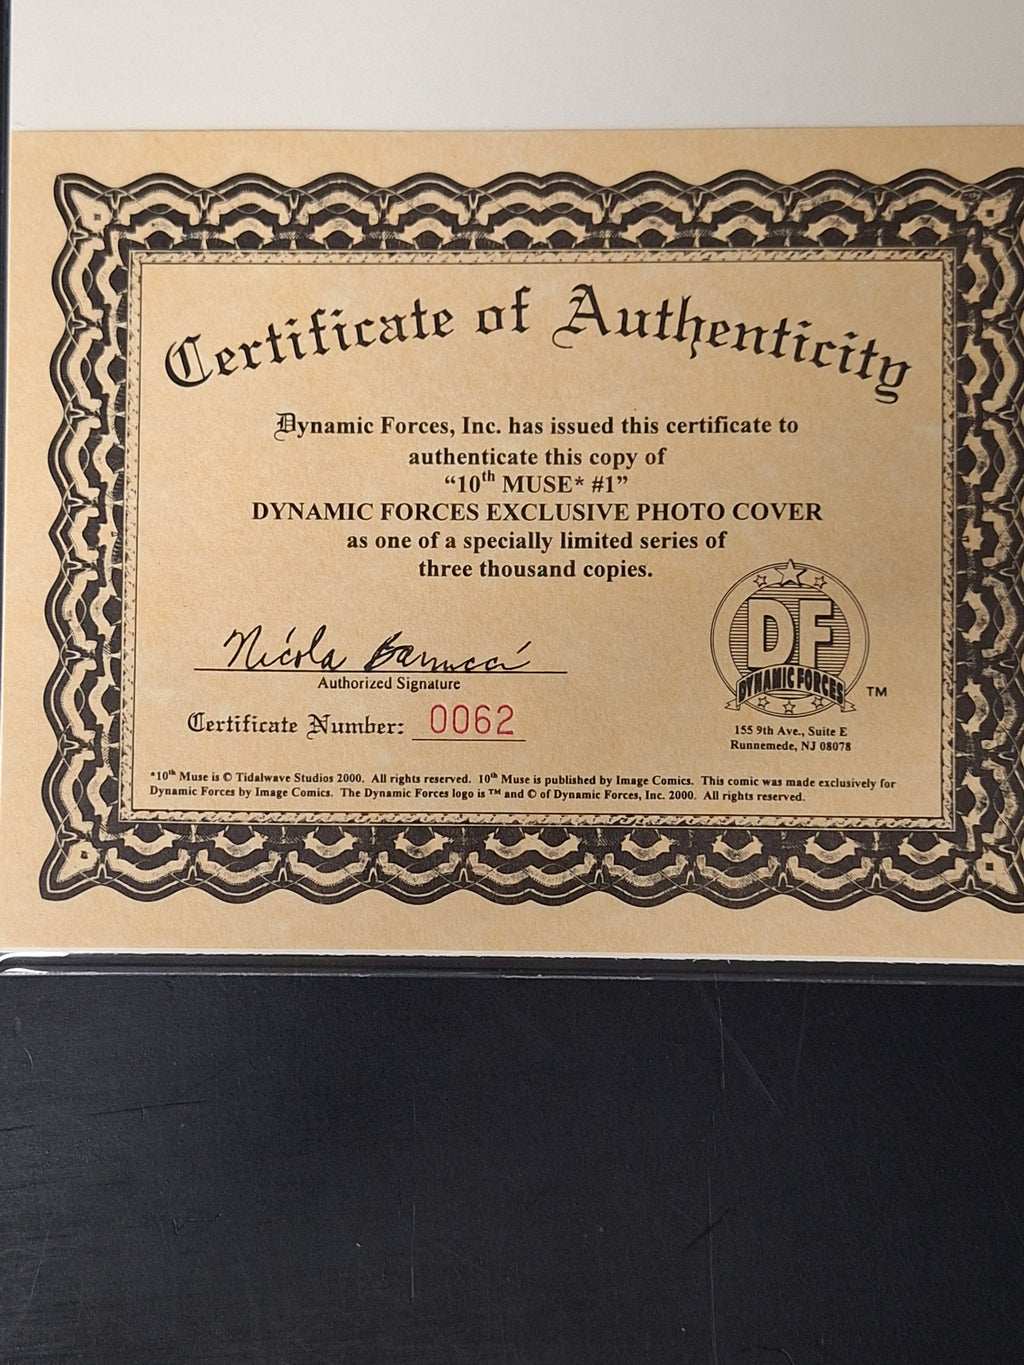 Certificate of Authenticity
Dynamic Forces, Inc. has issued this certificate to
authenticate this copy of
“10th MUSE* #1”
DYNAMIC FORCES EXCLUSIVE PHOTO COVER
as one of a specially limited series of
three thousand copies.
Nicola Barrucci
Authorized Signature
Certificate Number: 0062
DF
DYNAMIC FORCES
TM
155 9th Ave., Suite E
Runnemede, NJ 08078
*10th Muse is © Tidalwave Studios 2000. All rights reserved. 10th Muse is published by Image Comics. This comic was made exclusively for
Dynamic Forces by Image Comics. The Dynamic Forces logo is ™ and © of Dynamic Forces, Inc. 2000. All rights reserved.